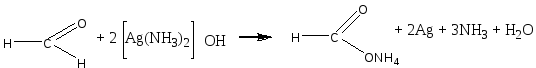 H-C(=O)-H + 2 [Ag(NH₃)₂] OH → H-C(=O)-ONH₄ + 2Ag + 3NH₃ + H₂O